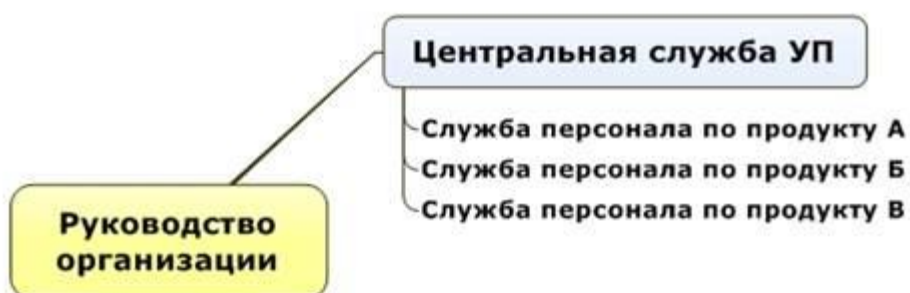 Центральная служба УП
Служба персонала по продукту А
Служба персонала по продукту Б
Служба персонала по продукту В
Руководство
организации